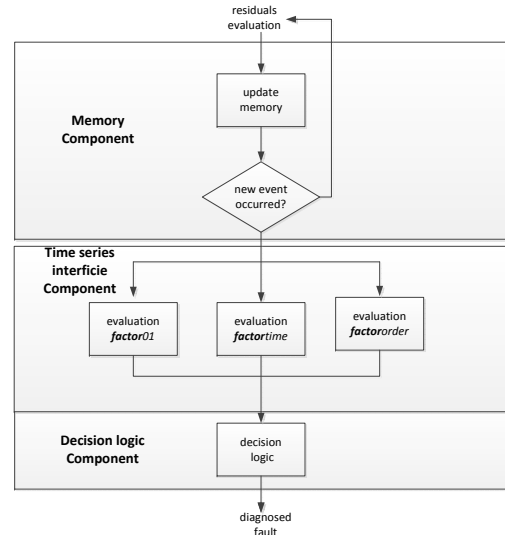 residuals
evaluation
update
memory
Memory
Component
new event
occurred?
Time series
interficie
Component
evaluation
factor01
evaluation
factortime
evaluation
factororder
Decision logic
Component
decision
logic
diagnosed
fault